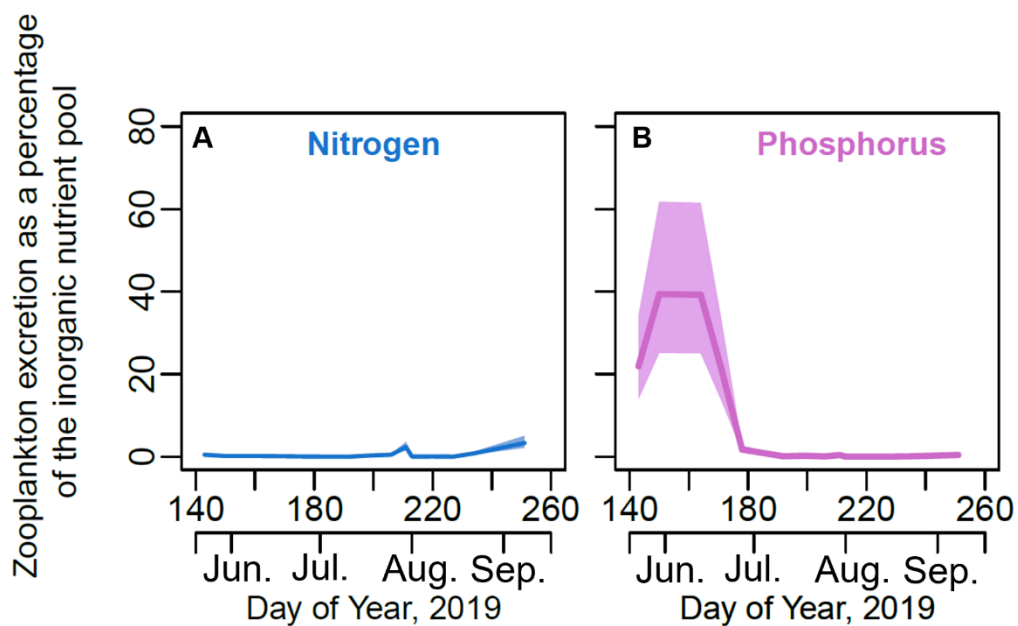 Zooplankton excretion as a percentage
of the inorganic nutrient pool
A Nitrogen
80
60
40
20
0
140 180 220 260
Jun. Jul. Aug. Sep.
Day of Year, 2019
B Phosphorus
140 180 220 260
Jun. Jul. Aug. Sep.
Day of Year, 2019